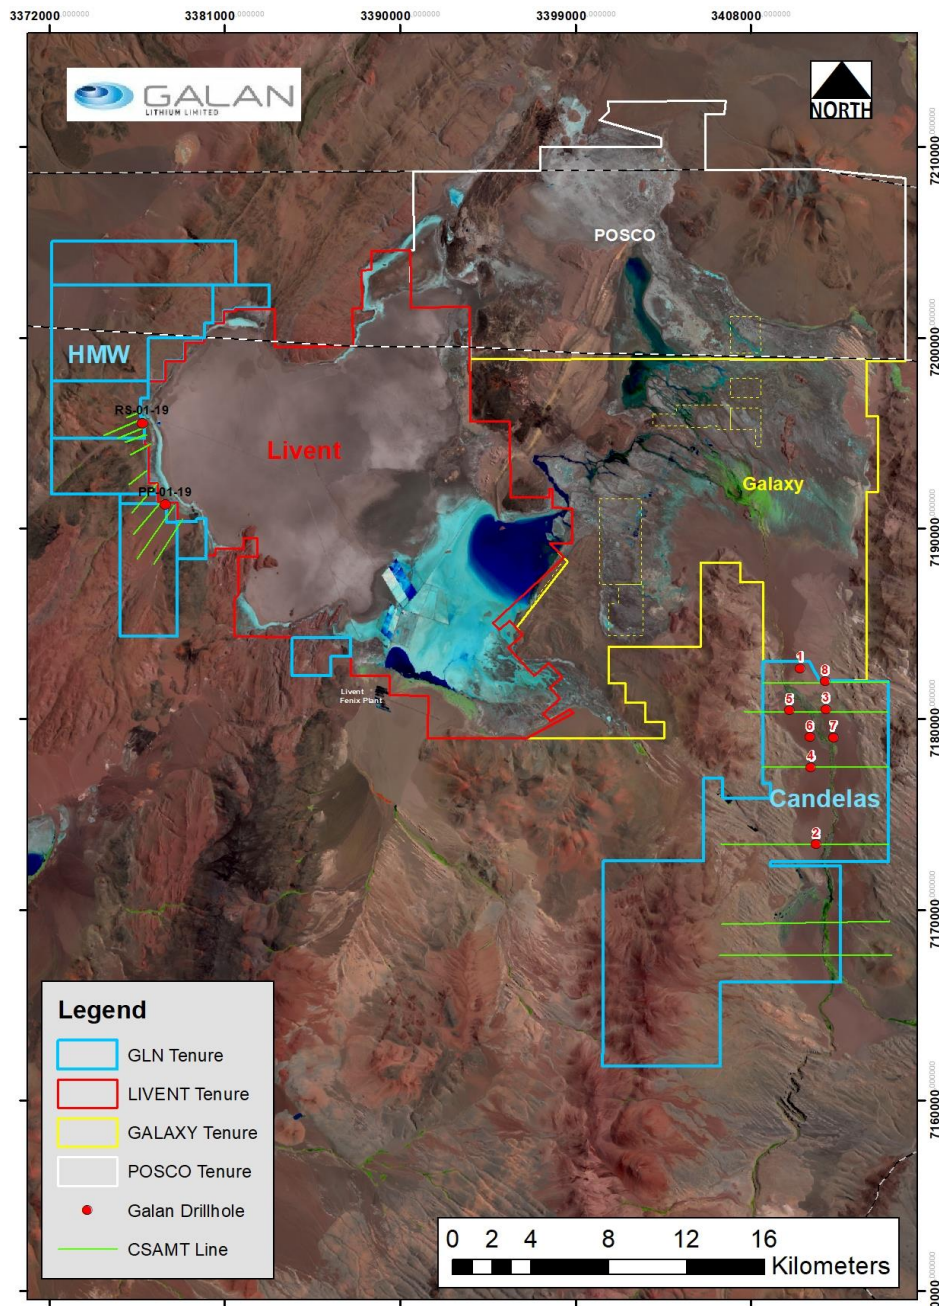 3372000.000000 3381000.000000 3390000.000000 3399000.000000 3408000.000000
GALAN
LITHIUM LIMITED
NORTH
7210000.000000
POSCO
7200000.000000
HMW
RS-01-19
Livent
Galaxy
PP-01-19
7190000.000000
1
8
5 3
Livent
Fenix Plant
6 7
7180000.000000
4
Candelas
2
7170000.000000
Legend
GLN Tenure
LIVENT Tenure
GALAXY Tenure
POSCO Tenure
Galan Drillhole
CSAMT Line
7160000.000000
0 2 4 8 12 16
Kilometers